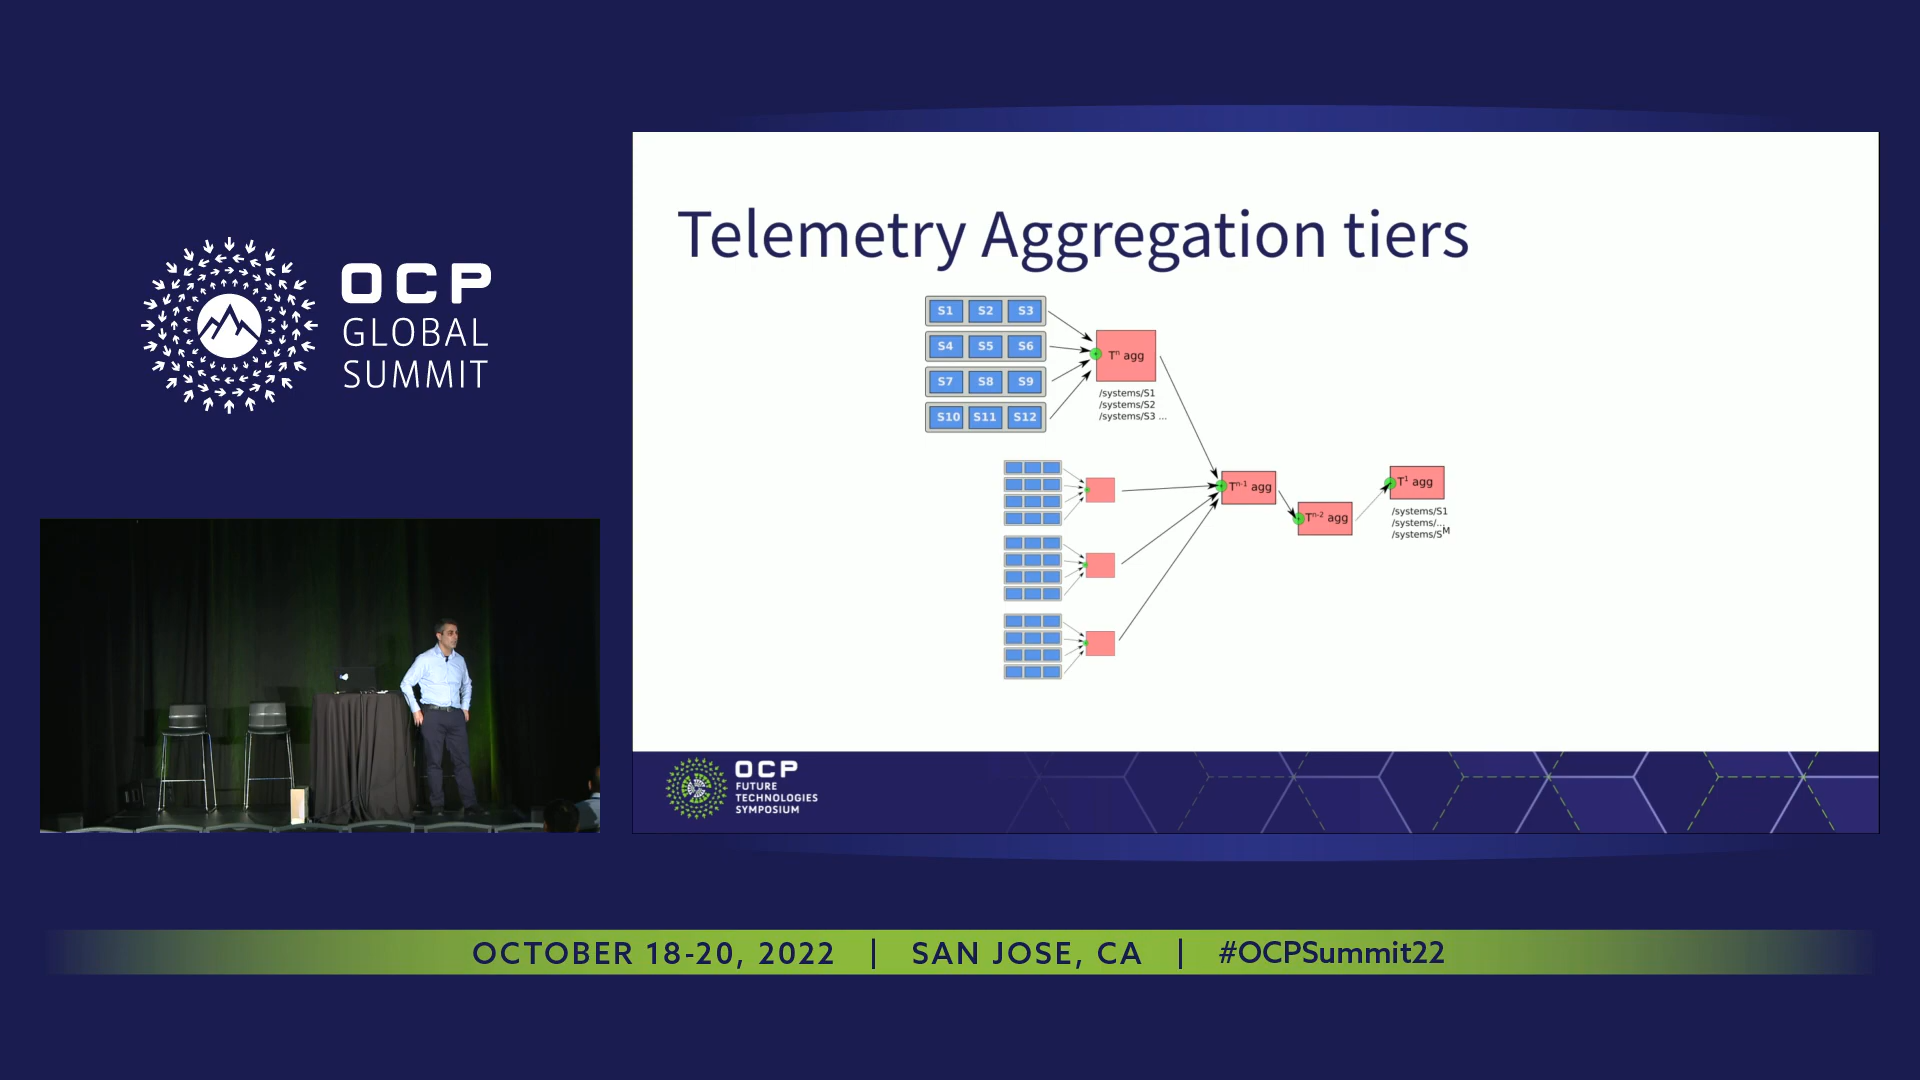 OCP
GLOBAL
SUMMIT
Telemetry Aggregation tiers
S1 S2 S3
S4 S5 S6
S7 S8 S9
S10 S11 S12
Tⁿ agg
/systems/S1
/systems/S2
/systems/S3 ...
Tⁿ⁻¹ agg
Tⁿ⁻² agg
T¹ agg
/systems/S1
/systems/...
/systems/Sᴹ
OCP
FUTURE
TECHNOLOGIES
SYMPOSIUM
OCTOBER 18-20, 2022 | SAN JOSE, CA | #OCPSummit22